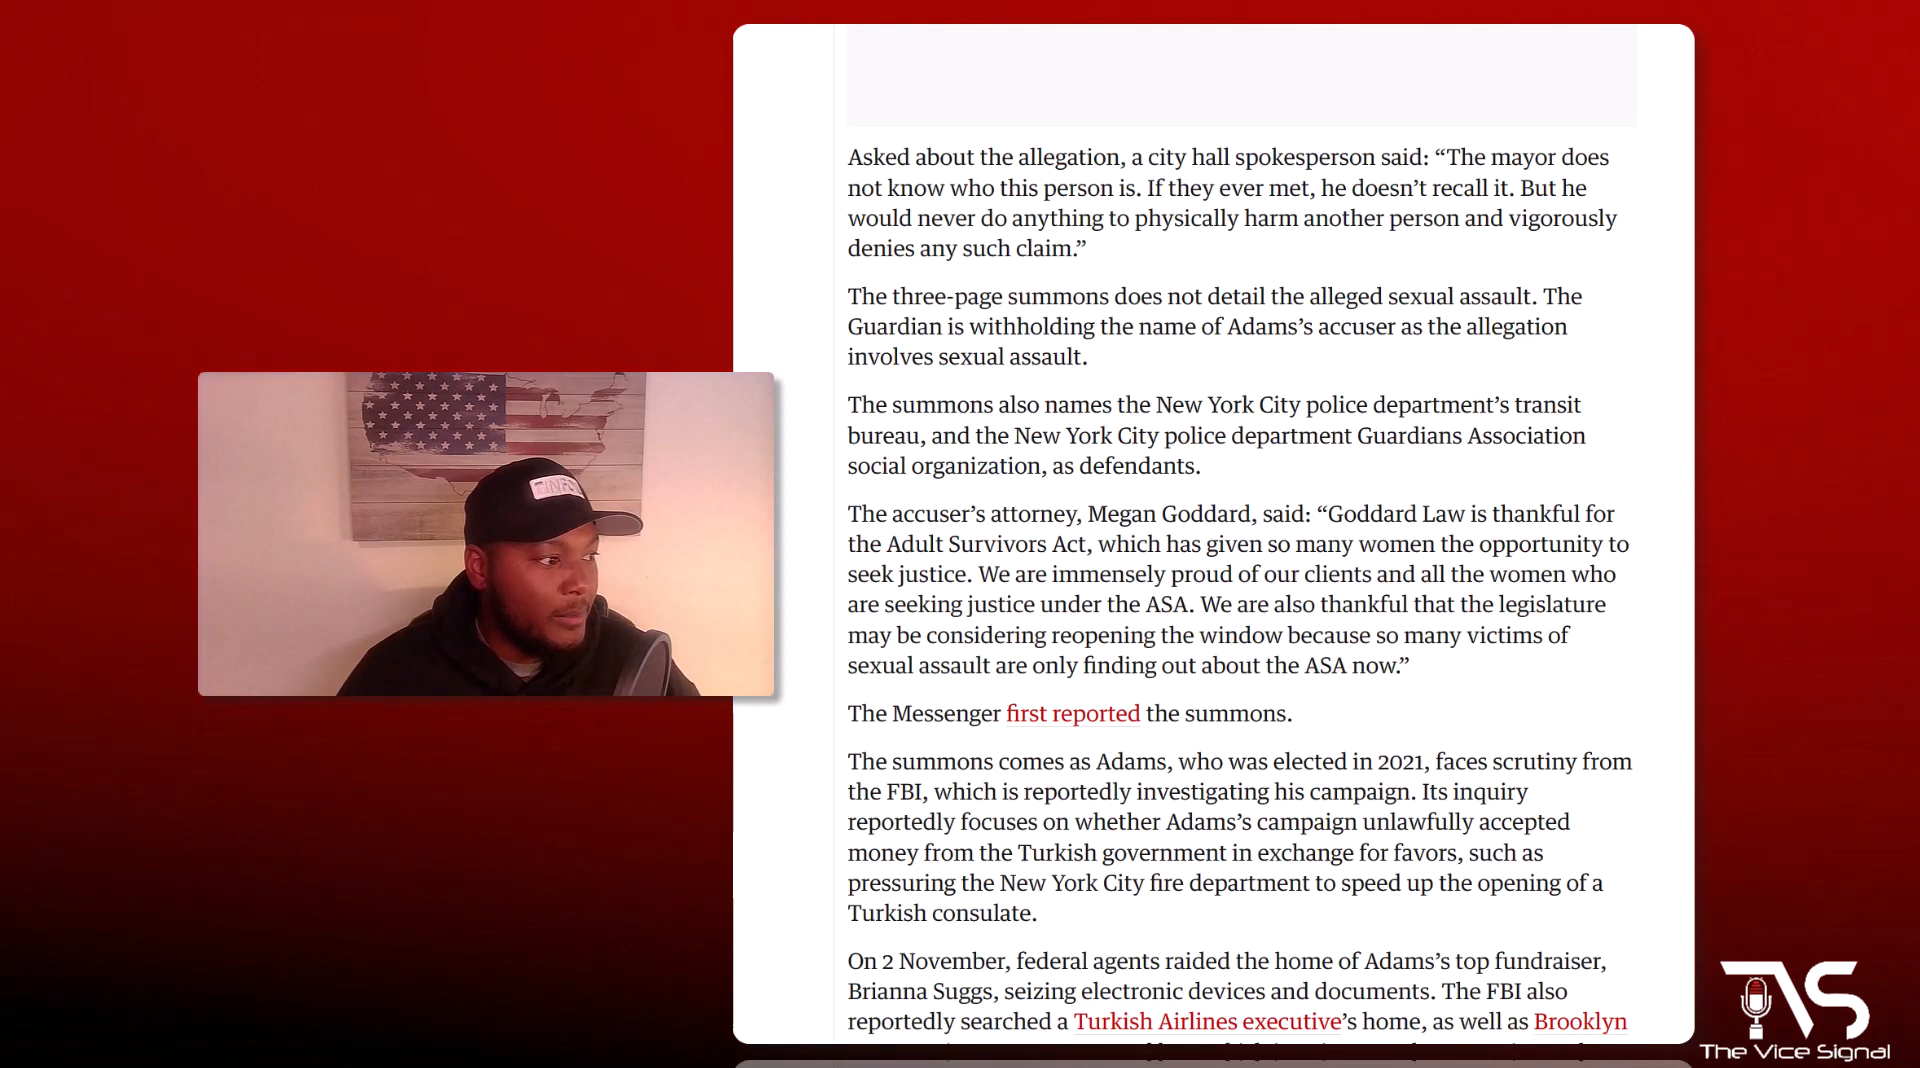 Asked about the allegation, a city hall spokesperson said: “The mayor does
not know who this person is. If they ever met, he doesn’t recall it. But he
would never do anything to physically harm another person and vigorously
denies any such claim.”
The three-page summons does not detail the alleged sexual assault. The
Guardian is withholding the name of Adams’s accuser as the allegation
involves sexual assault.
The summons also names the New York City police department’s transit
bureau, and the New York City police department Guardians Association
social organization, as defendants.
The accuser’s attorney, Megan Goddard, said: “Goddard Law is thankful for
the Adult Survivors Act, which has given so many women the opportunity to
seek justice. We are immensely proud of our clients and all the women who
are seeking justice under the ASA. We are also thankful that the legislature
may be considering reopening the window because so many victims of
sexual assault are only finding out about the ASA now.”
The Messenger first reported the summons.
The summons comes as Adams, who was elected in 2021, faces scrutiny from
the FBI, which is reportedly investigating his campaign. Its inquiry
reportedly focuses on whether Adams’s campaign unlawfully accepted
money from the Turkish government in exchange for favors, such as
pressuring the New York City fire department to speed up the opening of a
Turkish consulate.
On 2 November, federal agents raided the home of Adams’s top fundraiser,
Brianna Suggs, seizing electronic devices and documents. The FBI also
reportedly searched a Turkish Airlines executive’s home, as well as Brooklyn
TVS
The Vice Signal